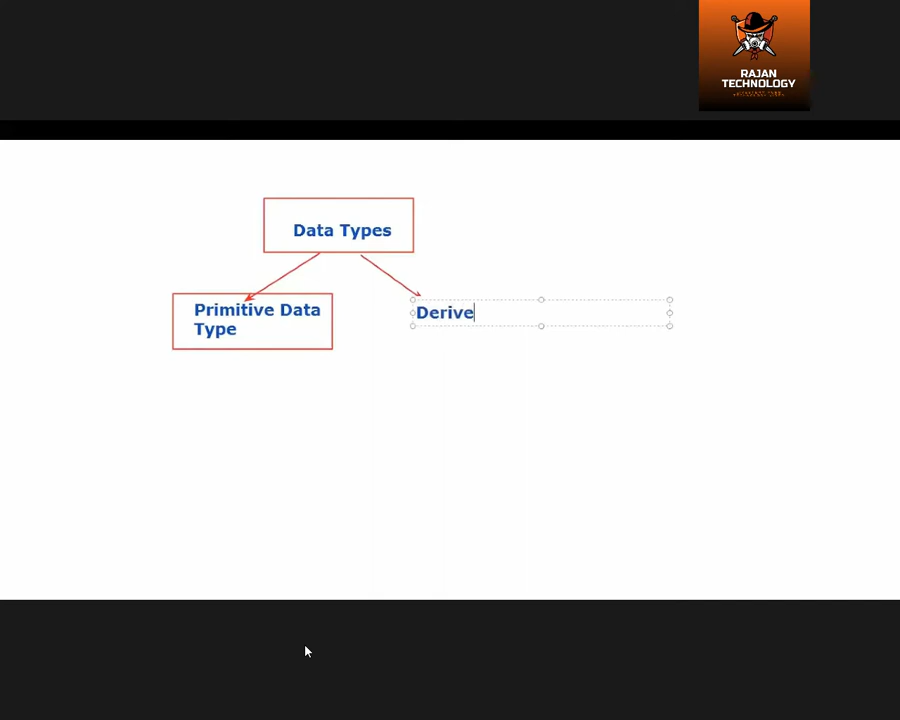 RAJAN
TECHNOLOGY
Data Types
Primitive Data
Type
Derive